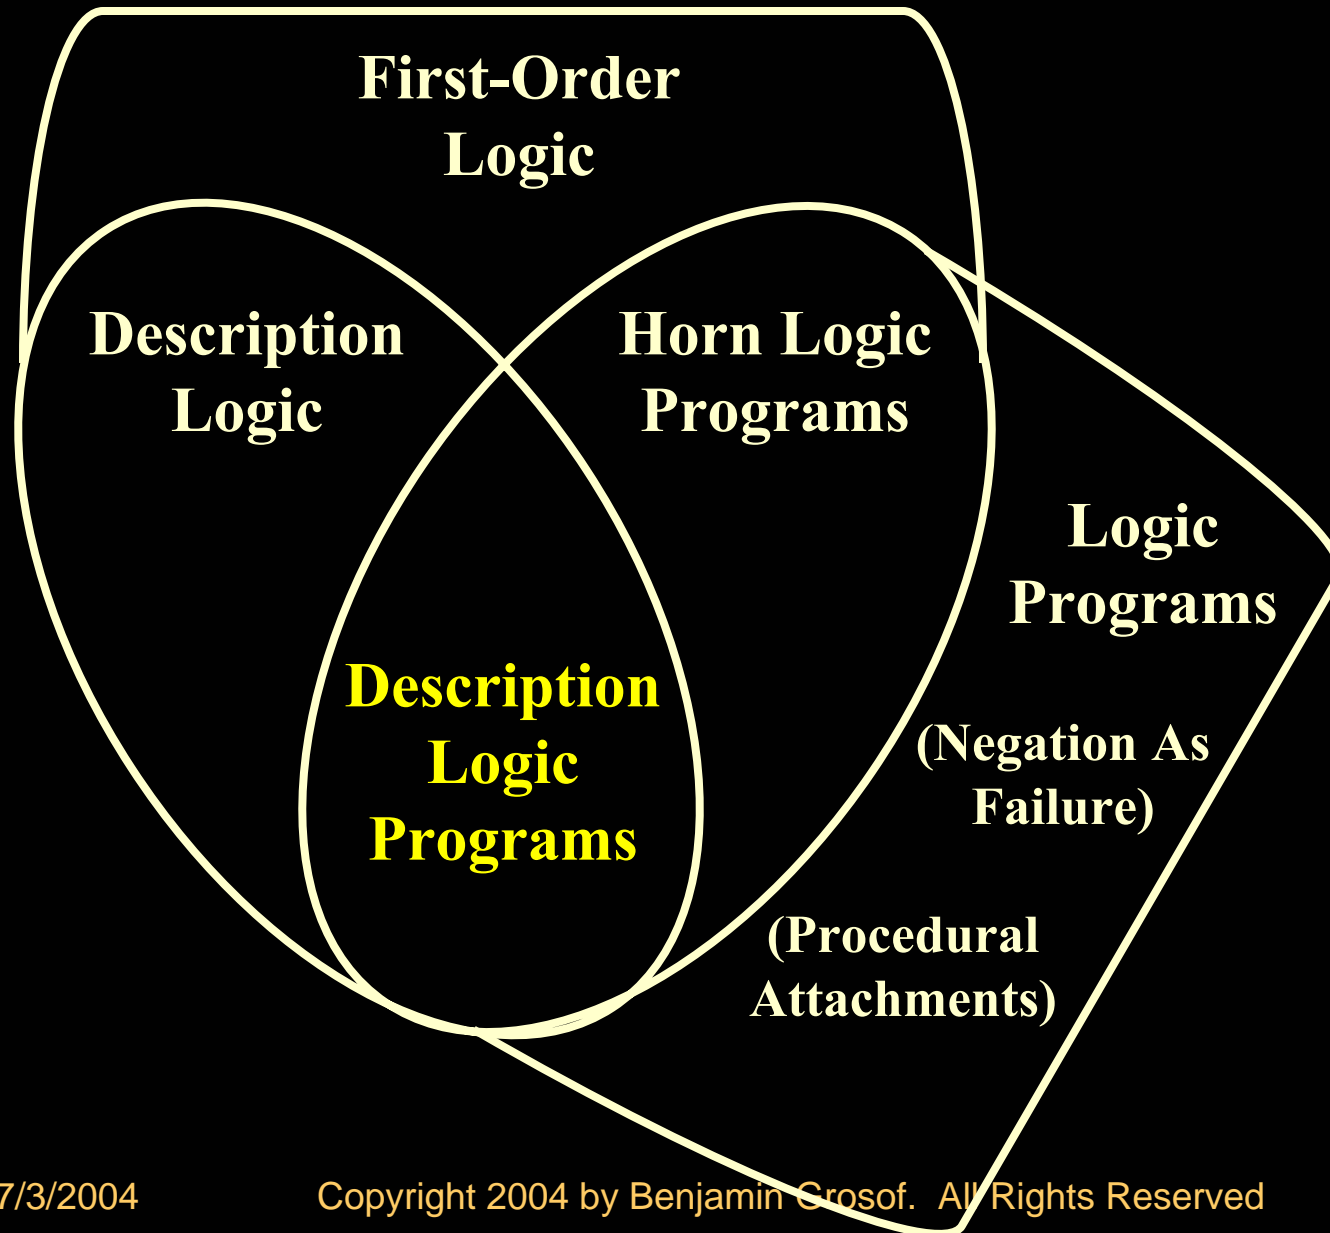 First-Order
Logic
Description
Logic
Horn Logic
Programs
Logic
Programs
Description
Logic
Programs
(Negation As
Failure)
(Procedural
Attachments)
7/3/2004
Copyright 2004 by Benjamin Grosof. All Rights Reserved